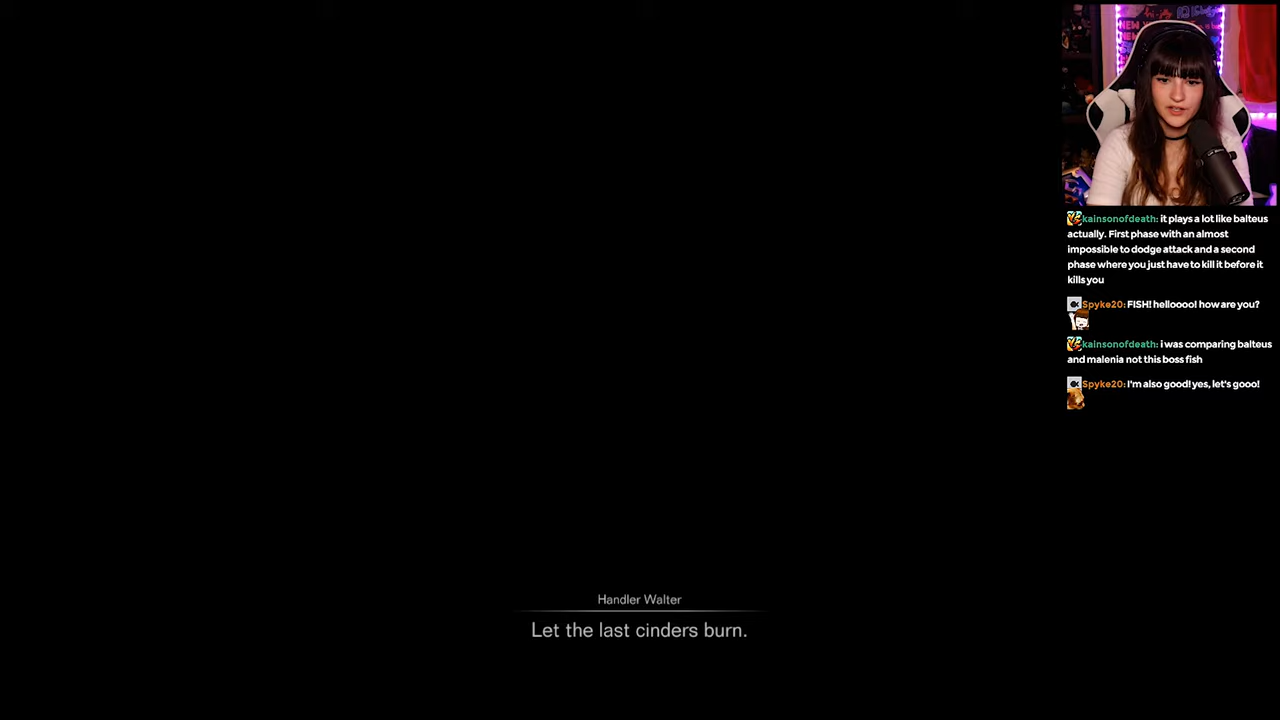 kainsonofdeath: it plays a lot like balteus
actually. First phase with an almost
impossible to dodge attack and a second
phase where you just have to kill it before it
kills you
Spyke20: FISH! helloooo! how are you?
kainsonofdeath: i was comparing balteus
and malenia not this boss fish
Spyke20: I'm also good! yes, let's gooo!
Handler Walter
Let the last cinders burn.